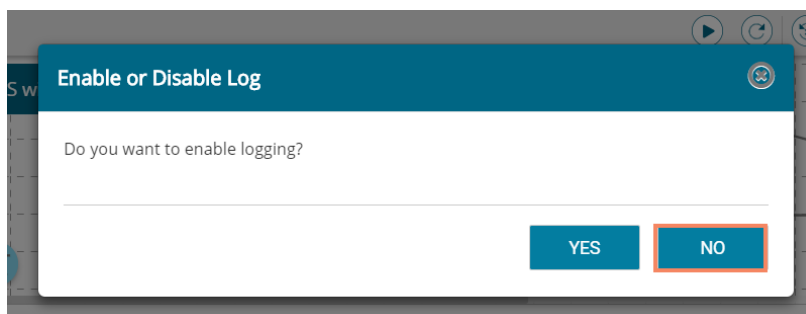 S w
Enable or Disable Log
Do you want to enable logging?
YES
NO